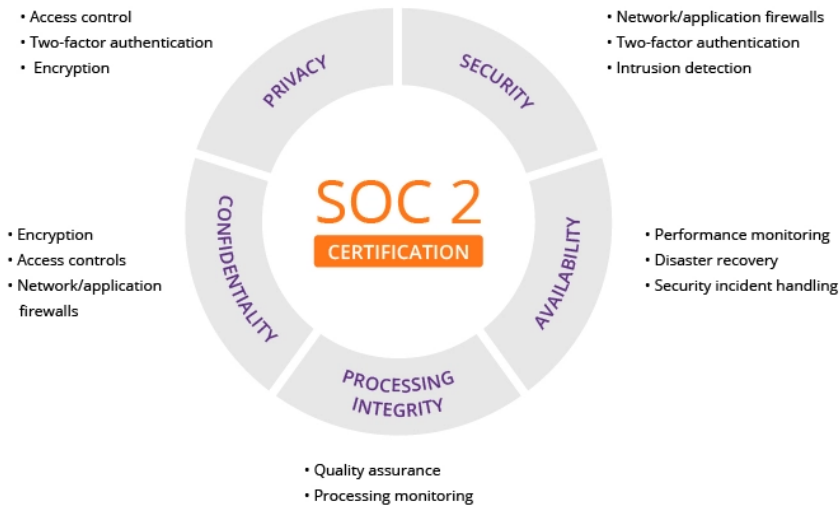 • Access control
• Two-factor authentication
• Encryption
PRIVACY
SECURITY
• Network/application firewalls
• Two-factor authentication
• Intrusion detection
SOC 2
CERTIFICATION
CONFIDENTIALITY
• Encryption
• Access controls
• Network/application
firewalls
AVAILABILITY
• Performance monitoring
• Disaster recovery
• Security incident handling
PROCESSING
INTEGRITY
• Quality assurance
• Processing monitoring